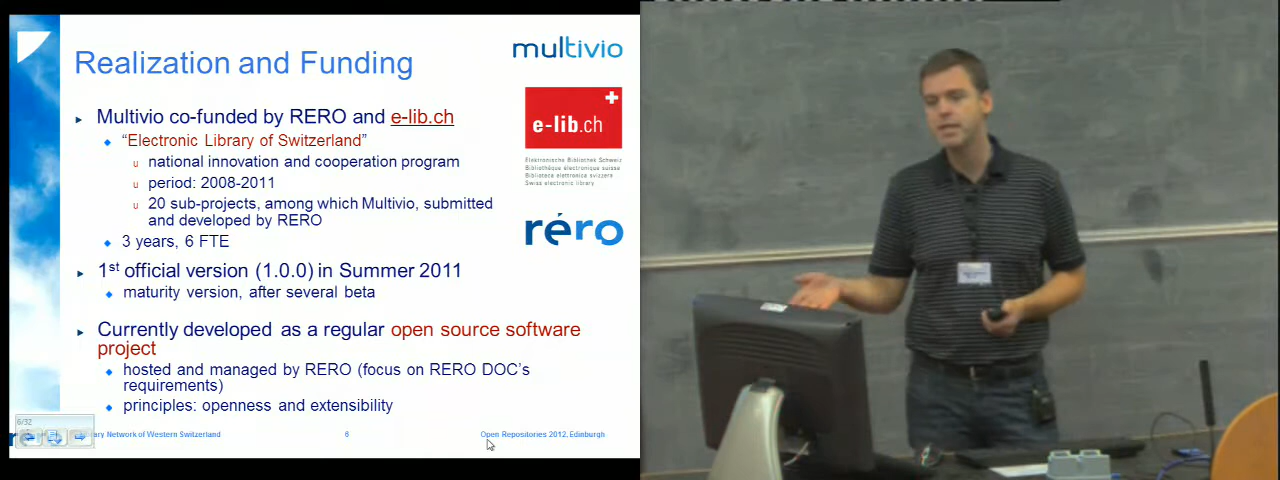 Realization and Funding
multivio
Multivio co-funded by RERO and e-lib.ch
"Electronic Library of Switzerland"
national innovation and cooperation program
period: 2008-2011
20 sub-projects, among which Multivio, submitted
and developed by RERO
3 years, 6 FTE
1st official version (1.0.0) in Summer 2011
maturity version, after several beta
Currently developed as a regular open source software
project
hosted and managed by RERO (focus on RERO DOC's
requirements)
principles: openness and extensibility
e-lib.ch
Elektronische Bibliothek Schweiz
Bibliothèque électronique suisse
Biblioteca elettronica svizzera
Swiss electronic library
réro
6/32
Network of Western Switzerland
6
Open Repositories 2012, Edinburgh